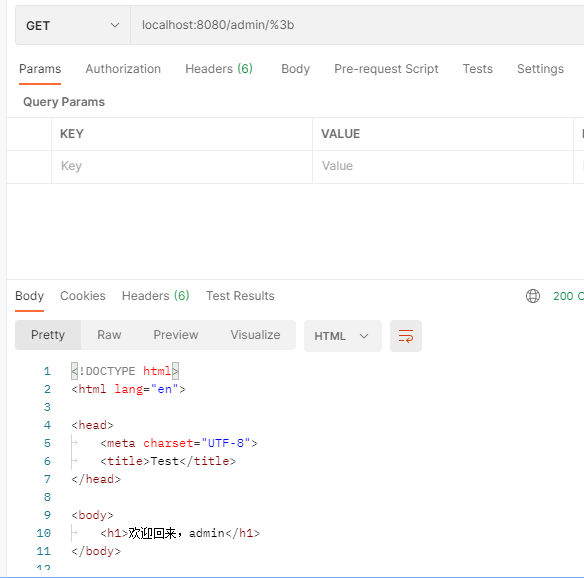 GET localhost:8080/admin/%3b
Params Authorization Headers (6) Body Pre-request Script Tests Settings
Query Params
KEY VALUE
Key Value
Body Cookies Headers (6) Test Results 200 O
Pretty Raw Preview Visualize HTML
1 <!DOCTYPE html>
2 <html lang="en">
3
4 <head>
5 <meta charset="UTF-8">
6 <title>Test</title>
7 </head>
8
9 <body>
10 <h1>欢迎回来，admin</h1>
11 </body>
12